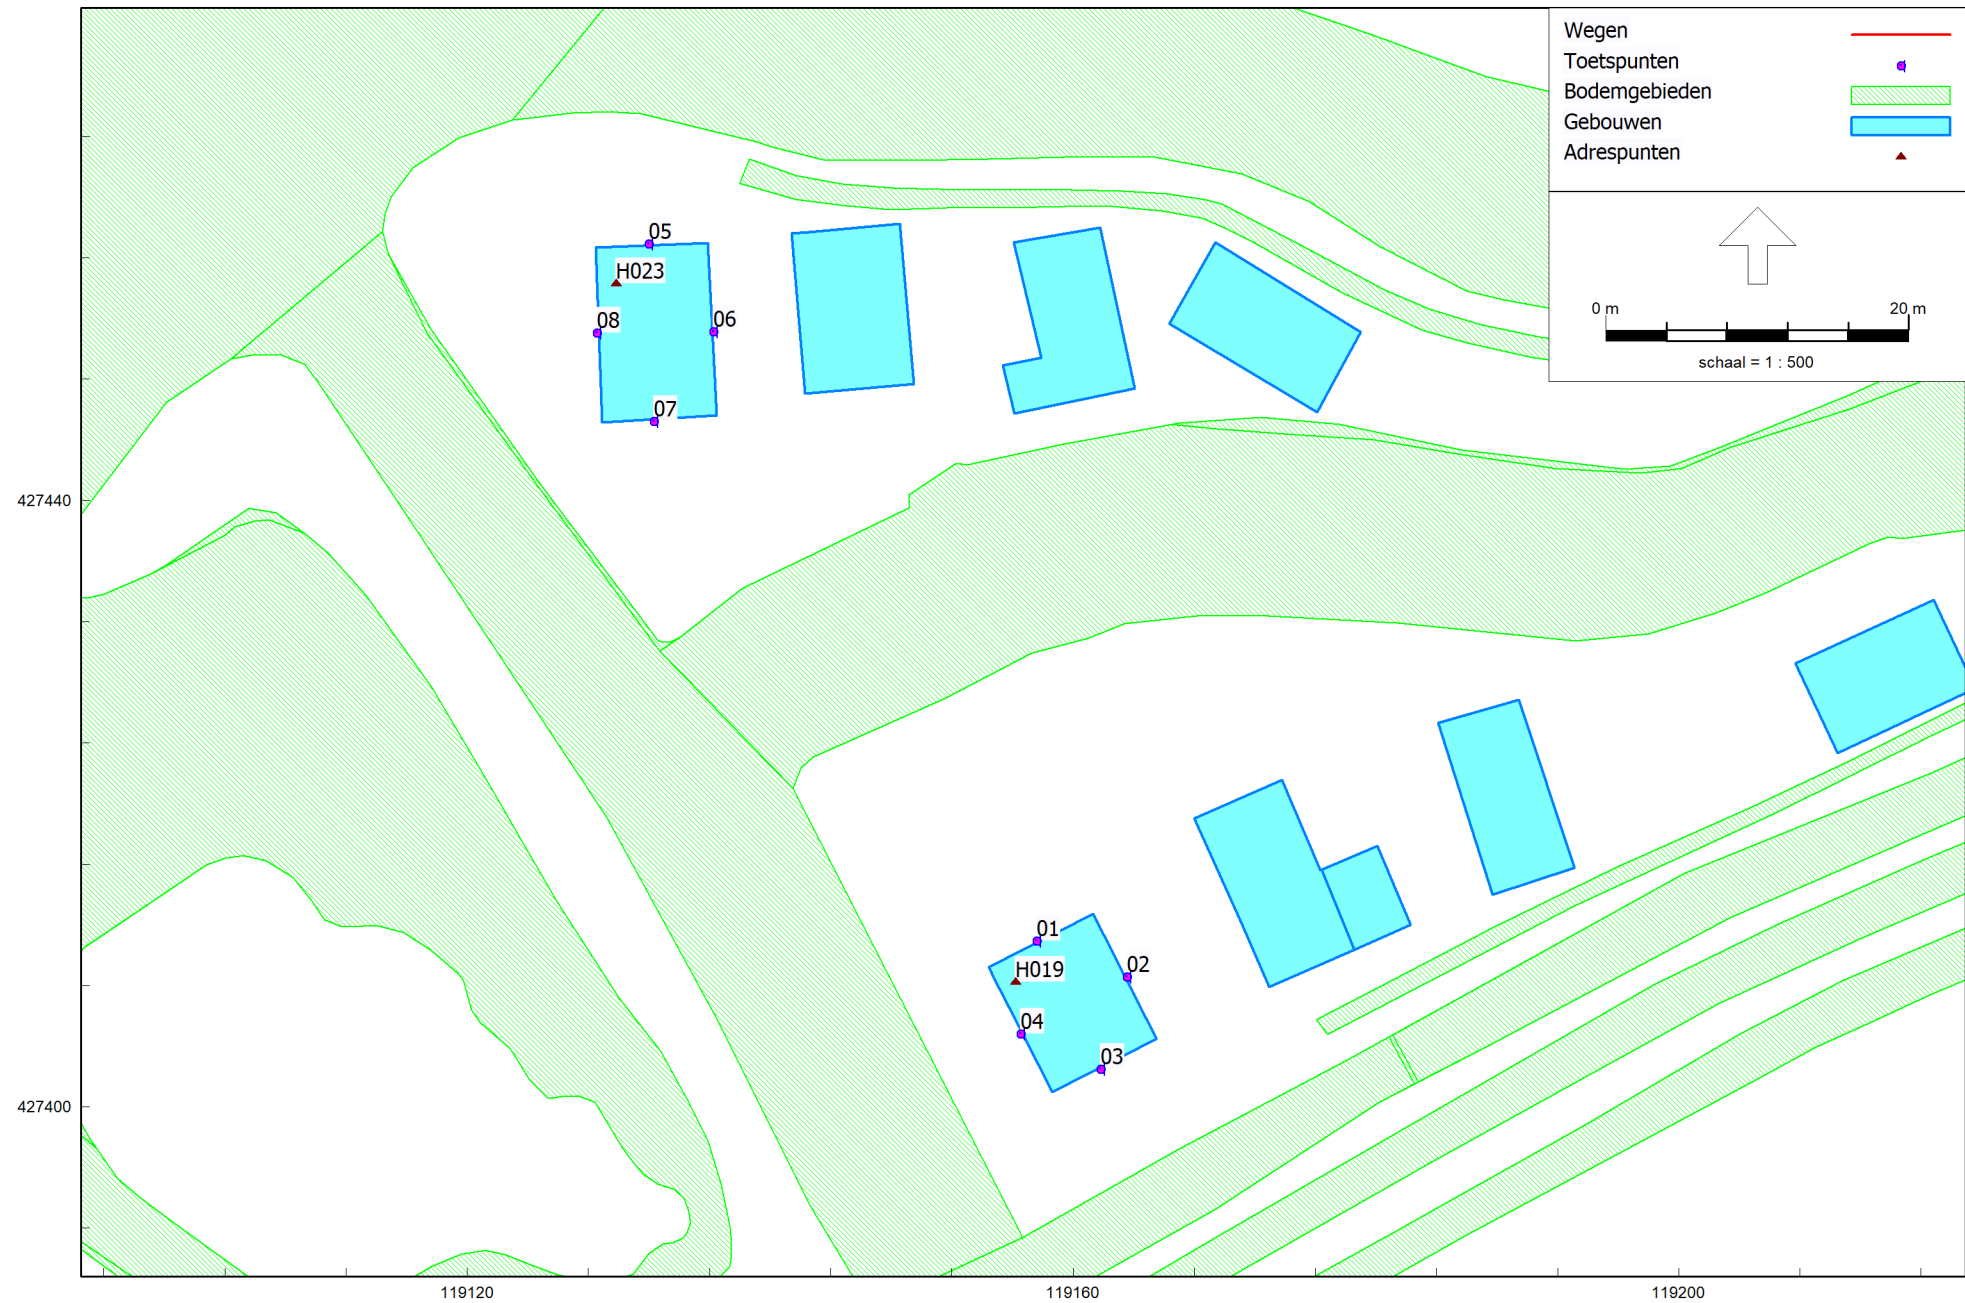 Wegen
Toetspunten
Bodemgebieden
Gebouwen
Adrespunten
0 m
20 m
schaal = 1 : 500
05
H023
08
06
07
427440
01
02
H019
04
03
427400
119120
119160
119200